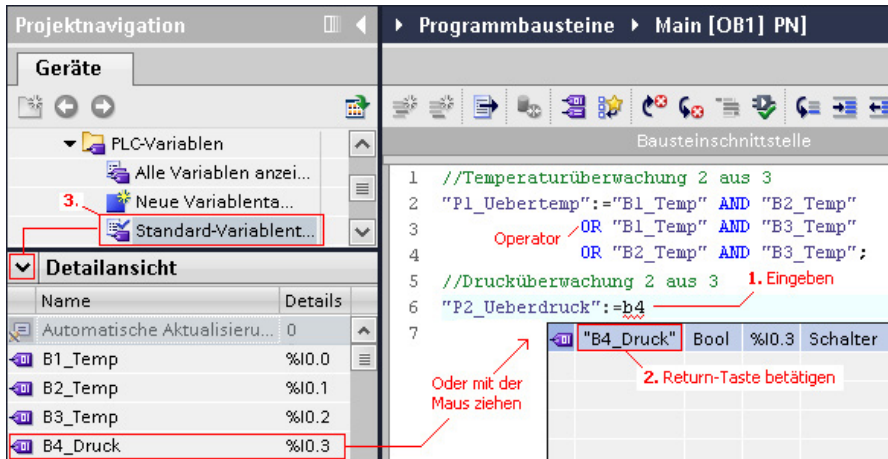 Projektnavigation
Programmbausteine Main [OB1] PN]
Geräte
Bausteinschnittstelle
PLC-Variablen
Alle Variablen anzei...
3. Neue Variablenta...
Standard-Variablent...
Detailansicht
Name Details
Automatische Aktualisieru... 0
B1_Temp %I0.0
B2_Temp %I0.1
B3_Temp %I0.2
B4_Druck %I0.3
1 //Temperaturüberwachung 2 aus 3
2 "P1_Uebertemp":="B1_Temp" AND "B2_Temp"
3 OR "B1_Temp" AND "B3_Temp"
Operator
4 OR "B2_Temp" AND "B3_Temp";
5 //Drucküberwachung 2 aus 3
1. Eingeben
6 "P2_Ueberdruck":=b4
7
"B4_Druck" Bool %I0.3 Schalter
2. Return-Taste betätigen
Oder mit der
Maus ziehen